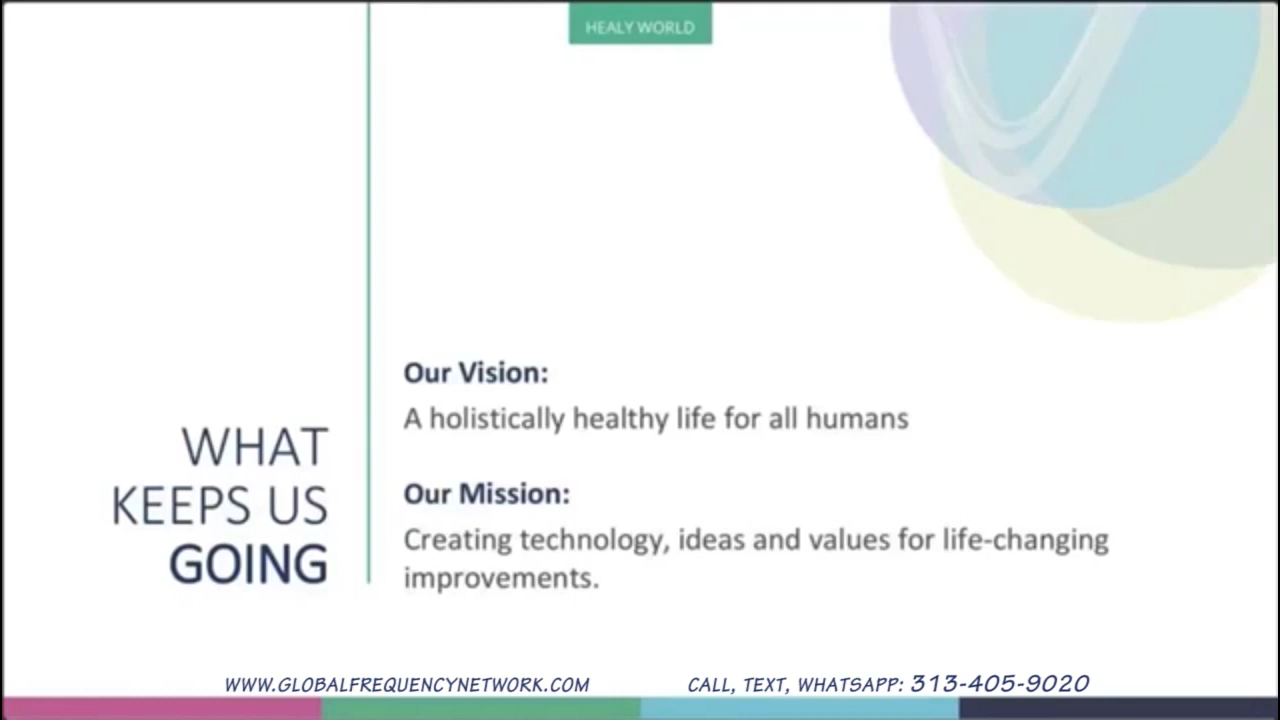 HEALY WORLD
WHAT
KEEPS US
GOING
Our Vision:
A holistically healthy life for all humans
Our Mission:
Creating technology, ideas and values for life-changing
improvements.
WWW.GLOBALFREQUENCYNETWORK.COM
CALL, TEXT, WHATSAPP: 313-405-9020